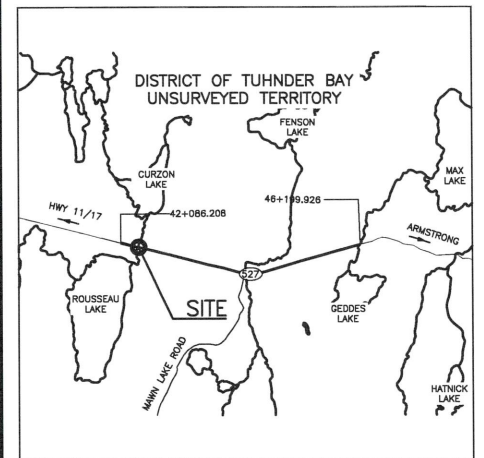 DISTRICT OF TUHNDER BAY
UNSURVEYED TERRITORY
FENSON
LAKE
MAX
LAKE
CURZON
LAKE
HWY 11/17
42+086.208
46+199.926
ARMSTRONG
527
ROUSSEAU
LAKE
SITE
GEDDES
LAKE
MAWN LAKE ROAD
HATNICK
LAKE